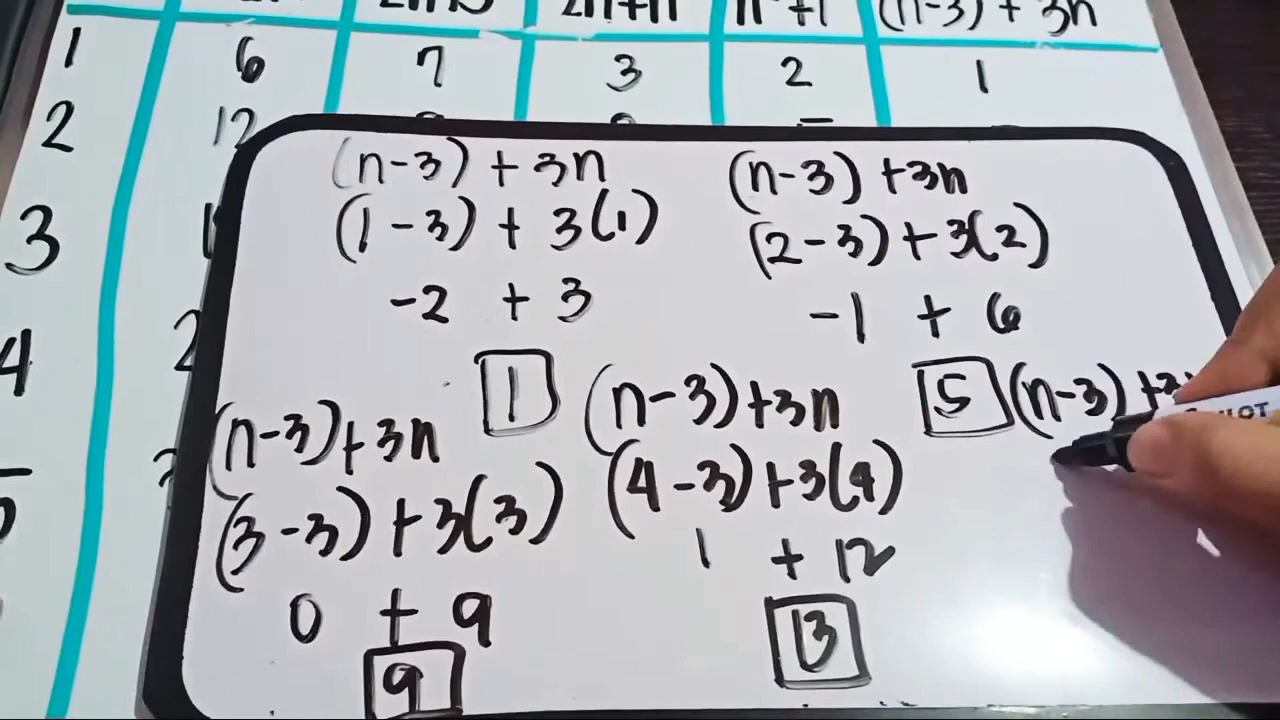 (n-3) + 3n
1 6 7 3 2 1
2 12
3
4
(n-3) + 3n
(1-3) + 3(1)
-2 + 3
1
(n-3) +3n
(2-3)+3(2)
-1 + 6
5
(n-3)+3n
(3-3)+3(3)
0 + 9
9
(n-3)+3n
(4-3)+3(4)
1 + 12
13
(n-3)